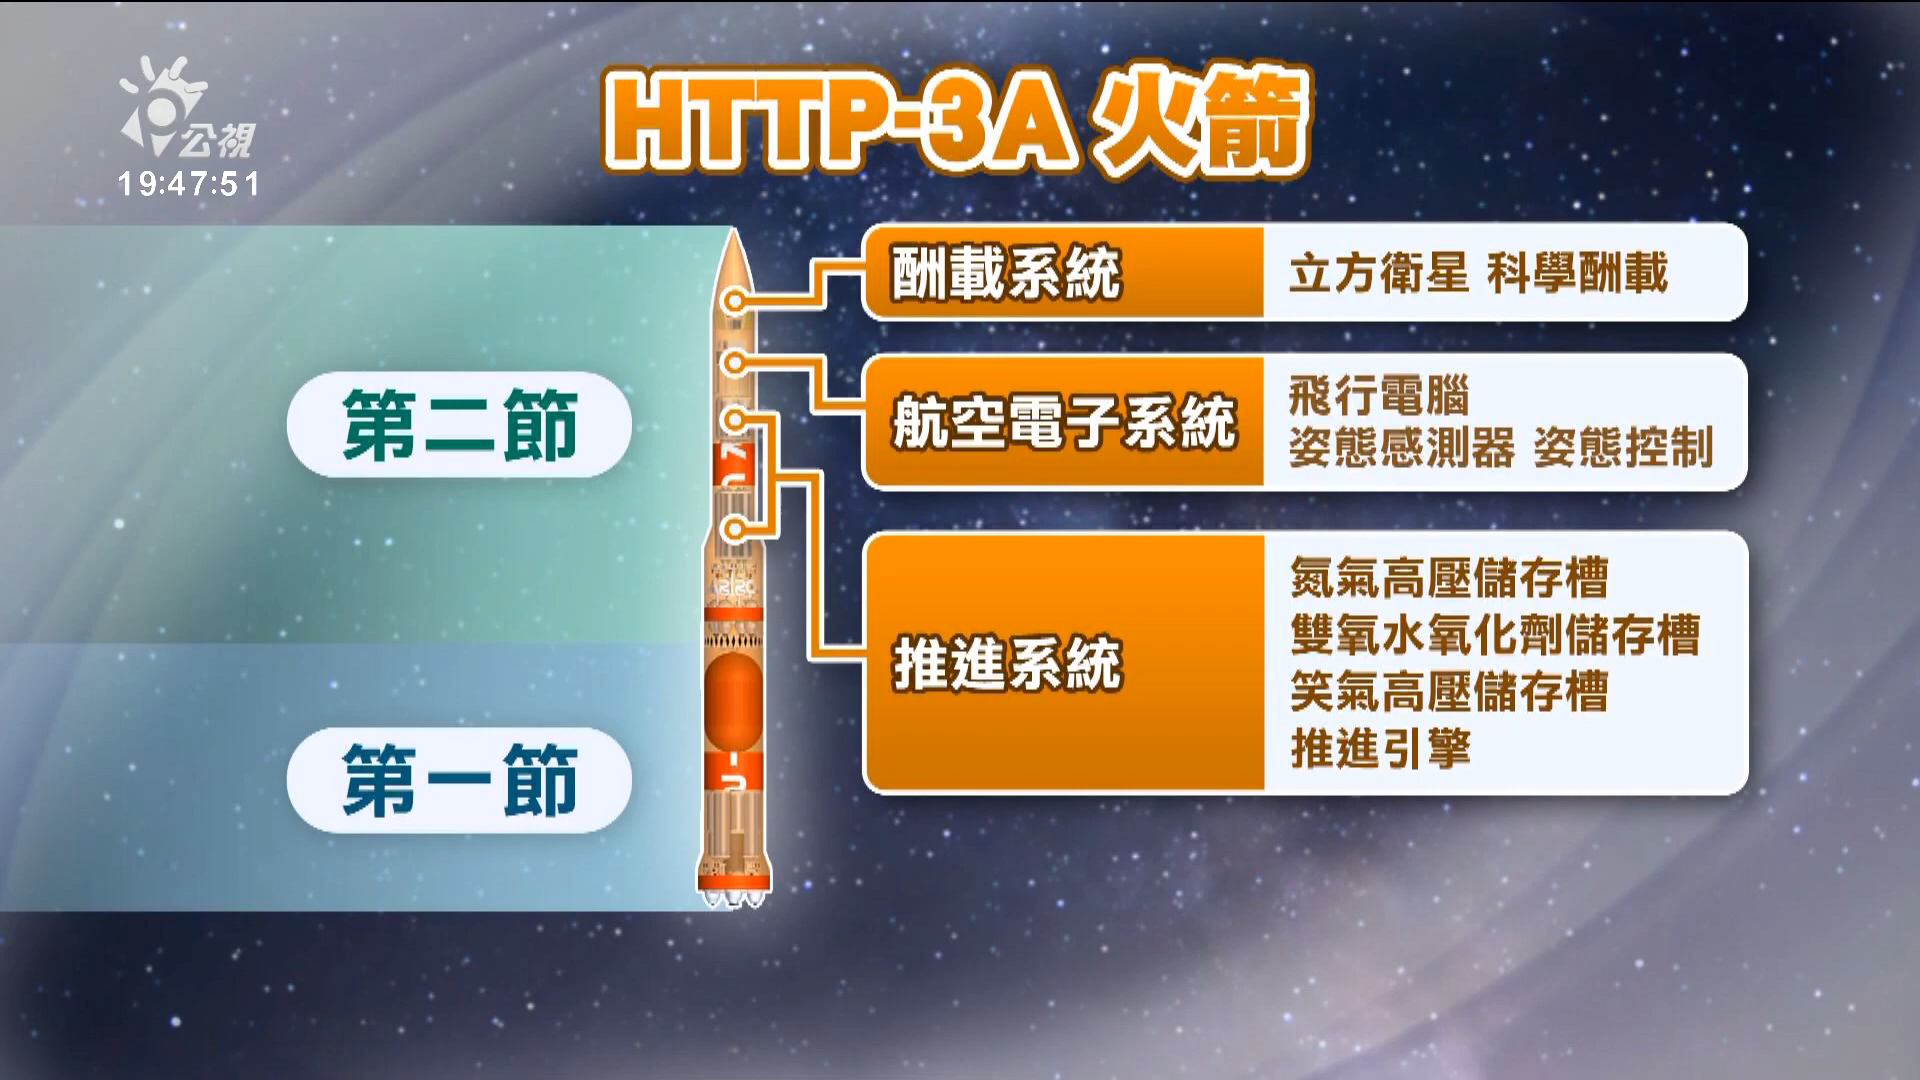 公視
19:47:51
HTTP-3A 火箭
第二節
第一節
酬載系統
立方衛星 科學酬載
航空電子系統
飛行電腦
姿態感測器 姿態控制
推進系統
氮氣高壓儲存槽
雙氧水氧化劑儲存槽
笑氣高壓儲存槽
推進引擎